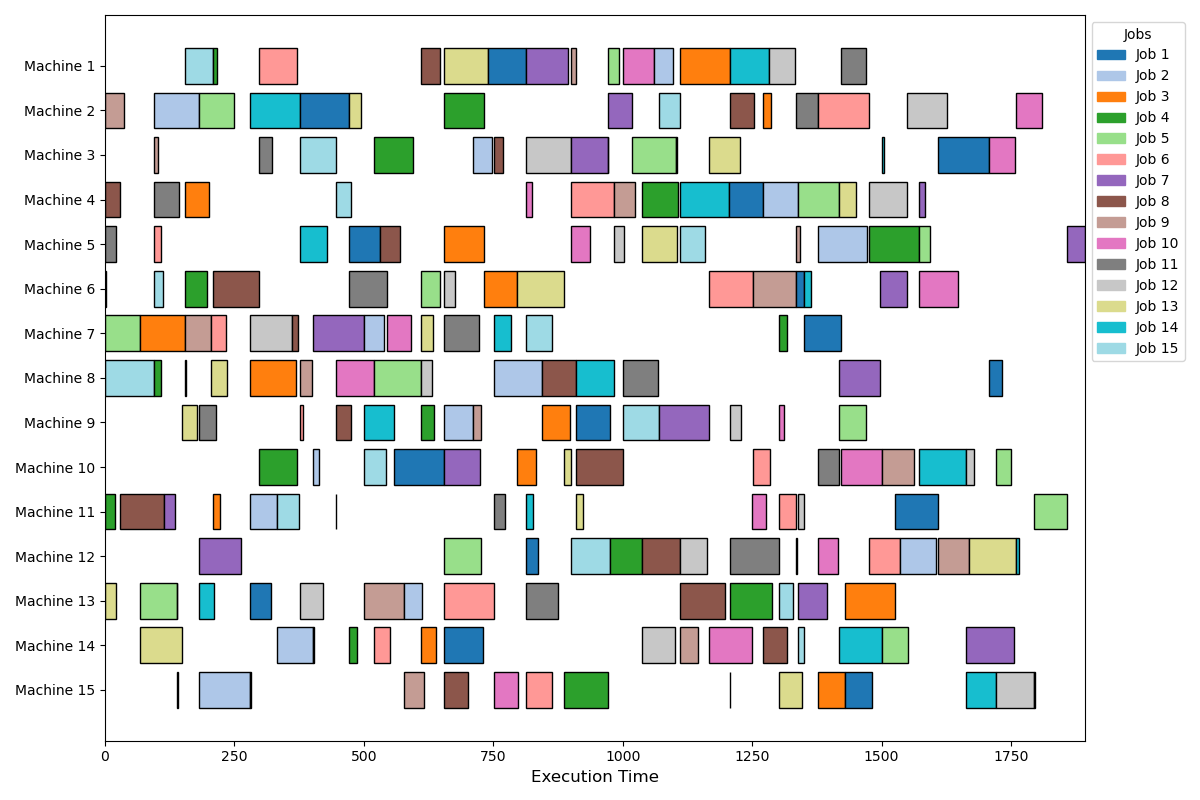 Machine 1
Machine 2
Machine 3
Machine 4
Machine 5
Machine 6
Machine 7
Machine 8
Machine 9
Machine 10
Machine 11
Machine 12
Machine 13
Machine 14
Machine 15
0 250 500 750 1000 1250 1500 1750
Execution Time
Jobs
Job 1
Job 2
Job 3
Job 4
Job 5
Job 6
Job 7
Job 8
Job 9
Job 10
Job 11
Job 12
Job 13
Job 14
Job 15